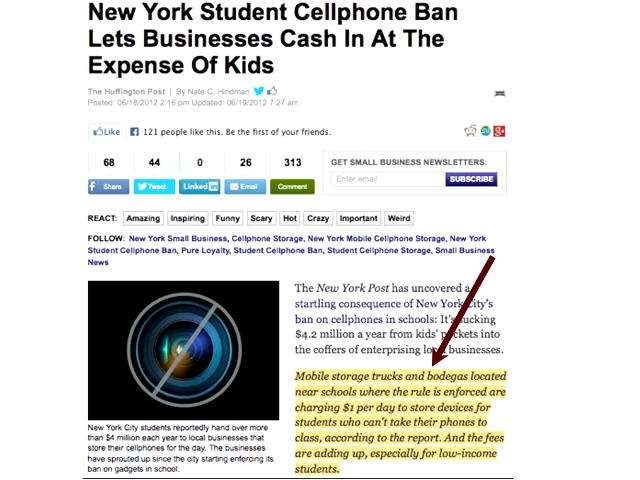 New York Student Cellphone Ban
Lets Businesses Cash In At The
Expense Of Kids
The Huffington Post | By Nate C. Hindman
Posted: 06/18/2012 2:16 pm Updated: 06/19/2012 7:27 am
Like 121 people like this. Be the first of your friends.
68 44 0 26 313
Share Tweet Linked in Email Comment
GET SMALL BUSINESS NEWSLETTERS:
Enter email SUBSCRIBE
REACT: Amazing Inspiring Funny Scary Hot Crazy Important Weird
FOLLOW: New York Small Business, Cellphone Storage, New York Mobile Cellphone Storage, New York
Student Cellphone Ban, Pure Loyalty, Student Cellphone Ban, Student Cellphone Storage, Small Business
News
The New York Post has uncovered a
startling consequence of New York City's
ban on cellphones in schools: It's sucking
$4.2 million a year from kids' pockets into
the coffers of enterprising local businesses.
Mobile storage trucks and bodegas located
near schools where the rule is enforced are
charging $1 per day to store devices for
students who can't take their phones to
class, according to the report. And the fees
are adding up, especially for low-income
students.
New York City students reportedly hand over more
than $4 million each year to local businesses that
store their cellphones for the day. The businesses
have sprouted up since the city starting enforcing its
ban on gadgets in school.